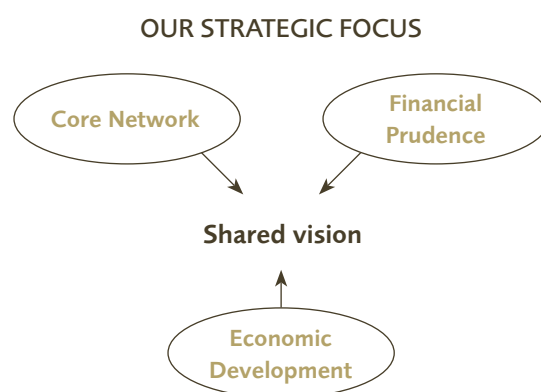 OUR STRATEGIC FOCUS
Core Network
Financial
Prudence
Shared vision
Economic
Development